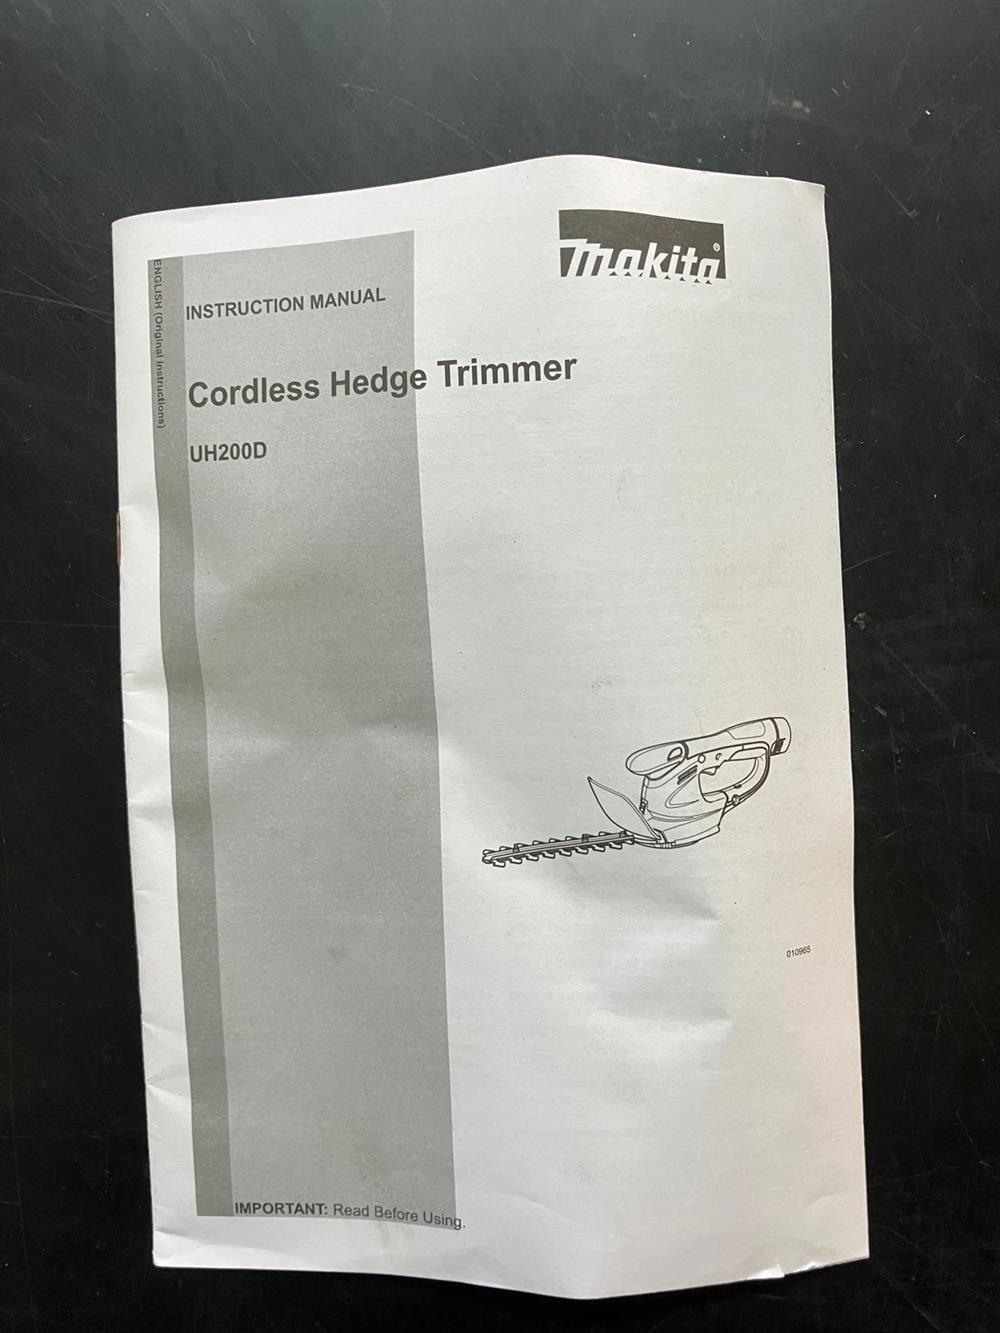 makita®
ENGLISH (Original Instructions)
INSTRUCTION MANUAL
Cordless Hedge Trimmer
UH200D
010965
IMPORTANT: Read Before Using.